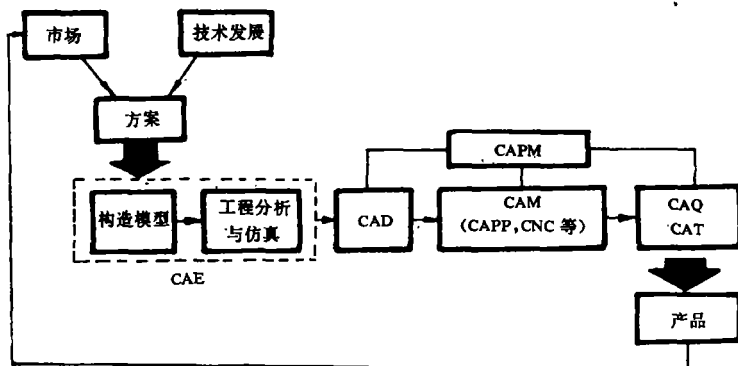 市场
技术发展
方案
CAPM
构造模型
工程分析
与仿真
CAD
CAM
(CAPP,CNC 等)
CAQ
CAT
CAE
产品